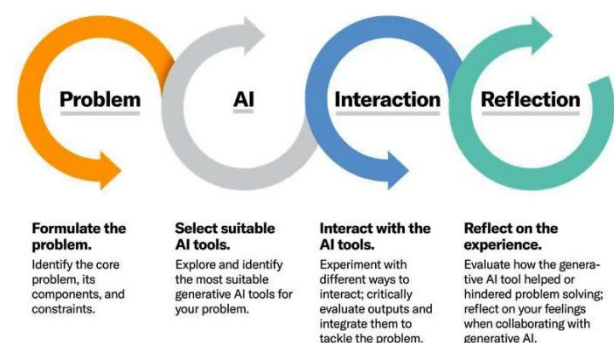 Problem
AI
Interaction
Reflection
Formulate the
problem.
Identify the core
problem, its
components, and
constraints.
Select suitable
AI tools.
Explore and identify
the most suitable
generative AI tools for
your problem.
Interact with the
AI tools.
Experiment with
different ways to
interact; critically
evaluate outputs and
integrate them to
tackle the problem.
Reflect on the
experience.
Evaluate how the genera-
tive AI tool helped or
hindered problem solving;
reflect on your feelings
when collaborating with
generative AI.